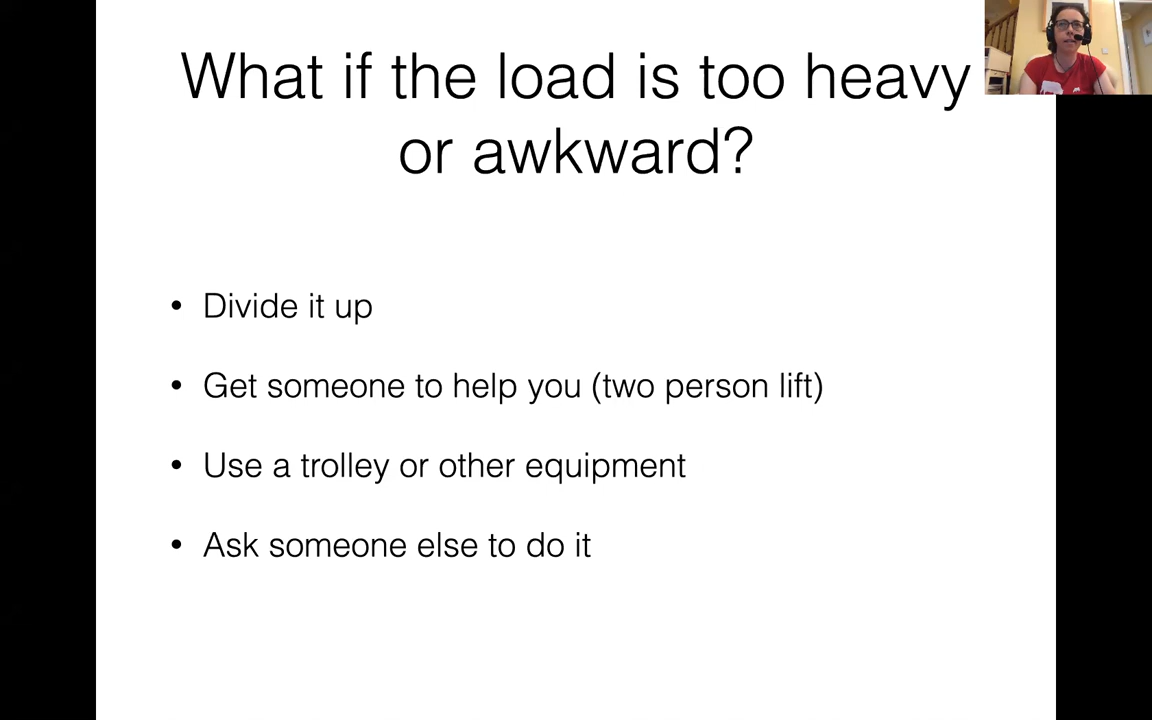 What if the load is too heavy
or awkward?
• Divide it up
• Get someone to help you (two person lift)
• Use a trolley or other equipment
• Ask someone else to do it